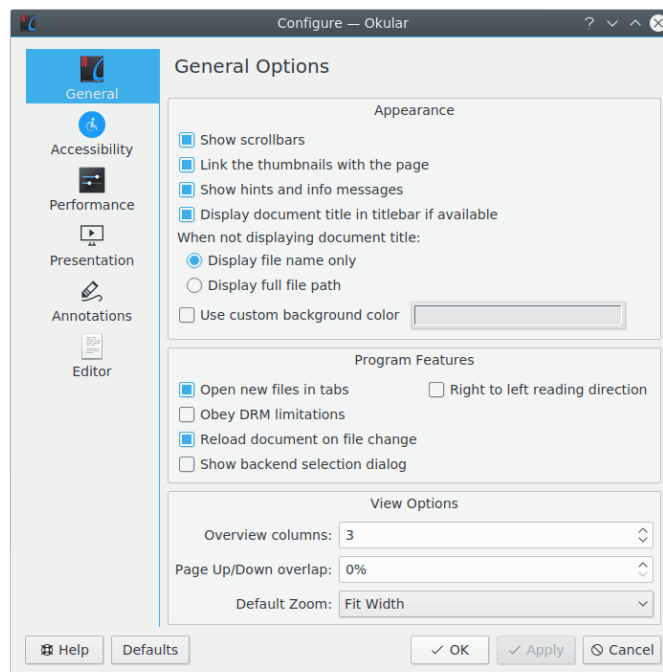 Configure — Okular
General
Accessibility
Performance
Presentation
Annotations
Editor
General Options
Appearance
Show scrollbars
Link the thumbnails with the page
Show hints and info messages
Display document title in titlebar if available
When not displaying document title:
Display file name only
Display full file path
Use custom background color
Program Features
Open new files in tabs Right to left reading direction
Obey DRM limitations
Reload document on file change
Show backend selection dialog
View Options
Overview columns: 3
Page Up/Down overlap: 0%
Default Zoom: Fit Width
Help Defaults OK Apply Cancel